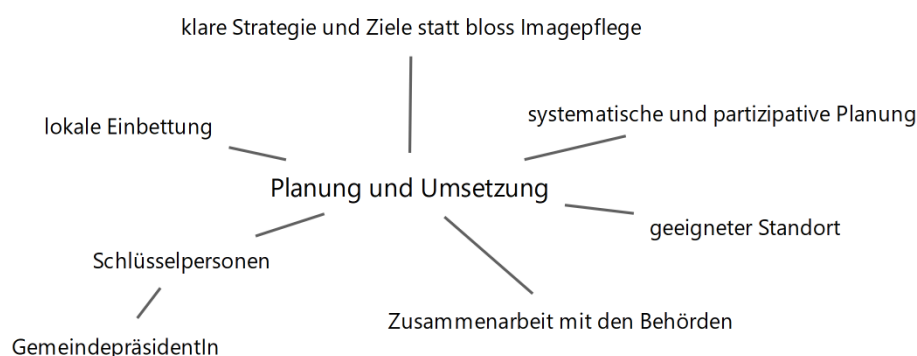 klare Strategie und Ziele statt bloss Imagepflege
systematische und partizipative Planung
lokale Einbettung
Planung und Umsetzung
geeigneter Standort
Schlüsselpersonen
Zusammenarbeit mit den Behörden
GemeindepräsidentIn